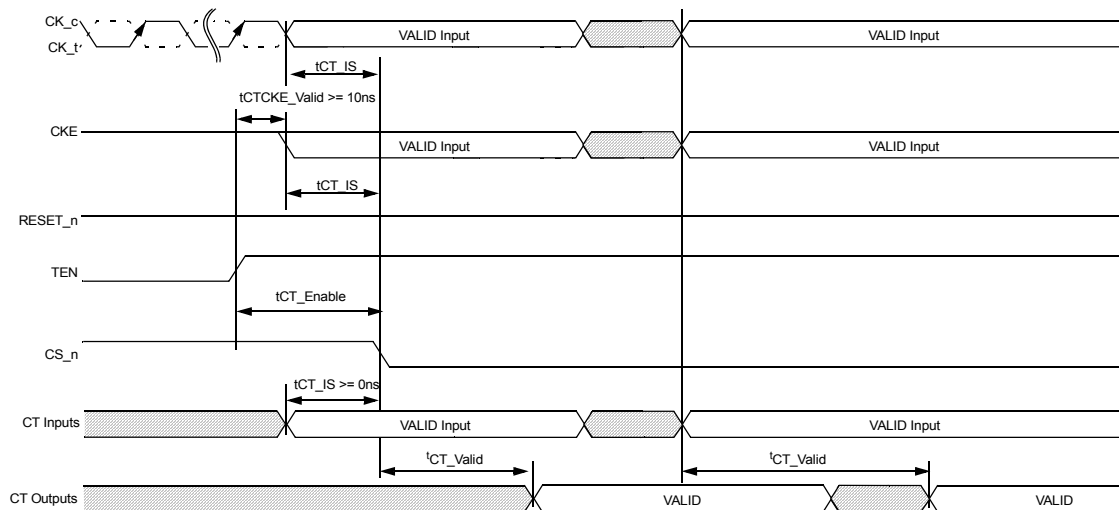 CK_c
CK_t
VALID Input VALID Input
tCT_IS
tCTCKE_Valid >= 10ns
CKE
VALID Input VALID Input
tCT_IS
RESET_n
TEN
tCT_Enable
CS_n
tCT_IS >= 0ns
CT Inputs
VALID Input VALID Input
tCT_Valid tCT_Valid
CT Outputs
VALID VALID